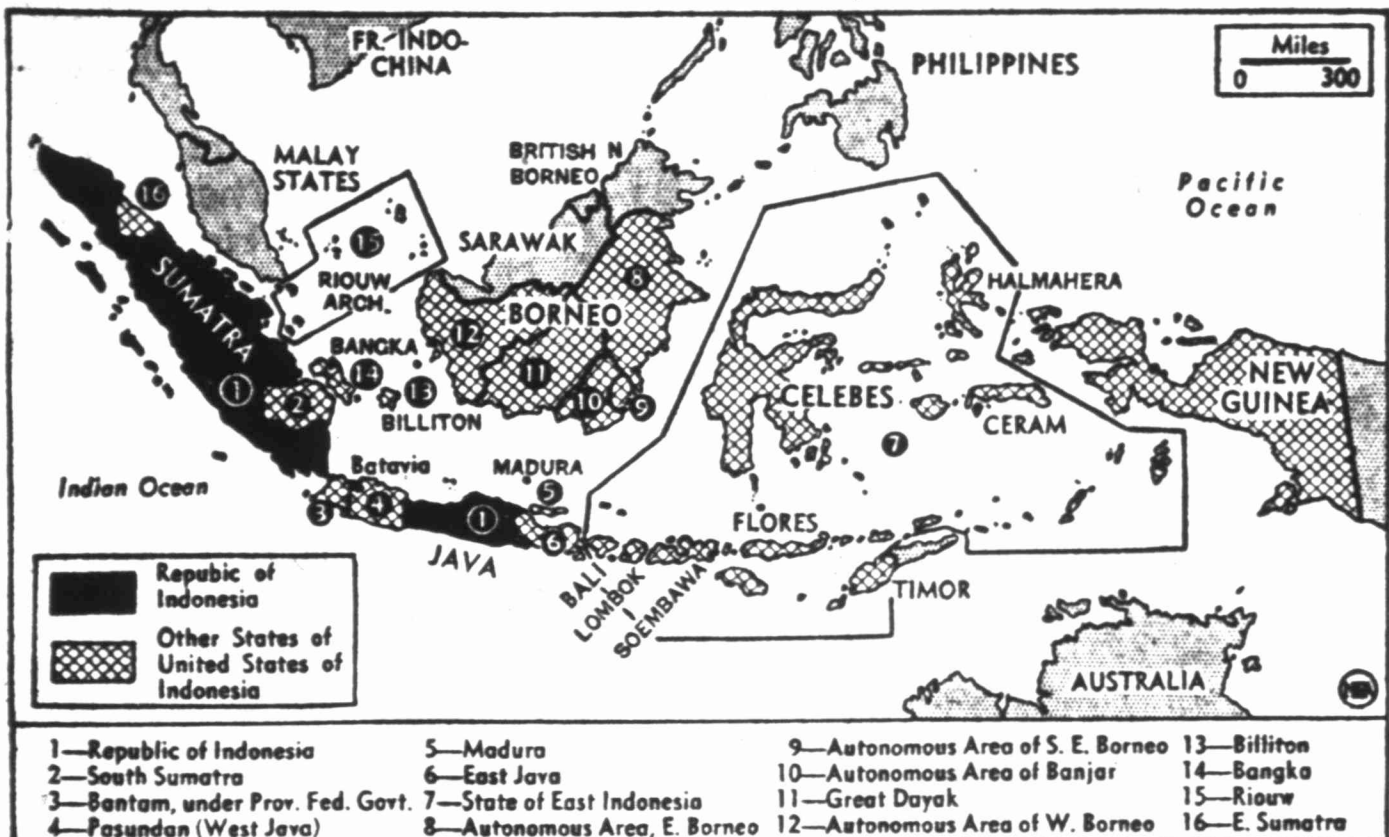 FR. INDO-
CHINA
PHILIPPINES
Miles
0 300
MALAY
STATES
BRITISH N
BORNEO
Pacific
Ocean
16
15
SARAWAK
8
RIOUW
ARCH.
HALMAHERA
SUMATRA
BORNEO
12
BANGKA
14
13
11
1
2
10
9
CELEBES
NEW
GUINEA
BILLITON
CERAM
7
Batavia
MADURA
Indian Ocean
5
3
4
1
FLORES
6
JAVA
BALI
LOMBOK
SOEMBAWA
TIMOR
Repubic of
Indonesia
Other States of
United States of
Indonesia
AUSTRALIA
NEA
1—Republic of Indonesia
2—South Sumatra
3—Bantam, under Prov. Fed. Govt.
4—Pasundan (West Java)
5—Madura
6—East Java
7—State of East Indonesia
8—Autonomous Area, E. Borneo
9—Autonomous Area of S. E. Borneo
10—Autonomous Area of Banjar
11—Great Dayak
12—Autonomous Area of W. Borneo
13—Billiton
14—Bangka
15—Riouw
16—E. Sumatra